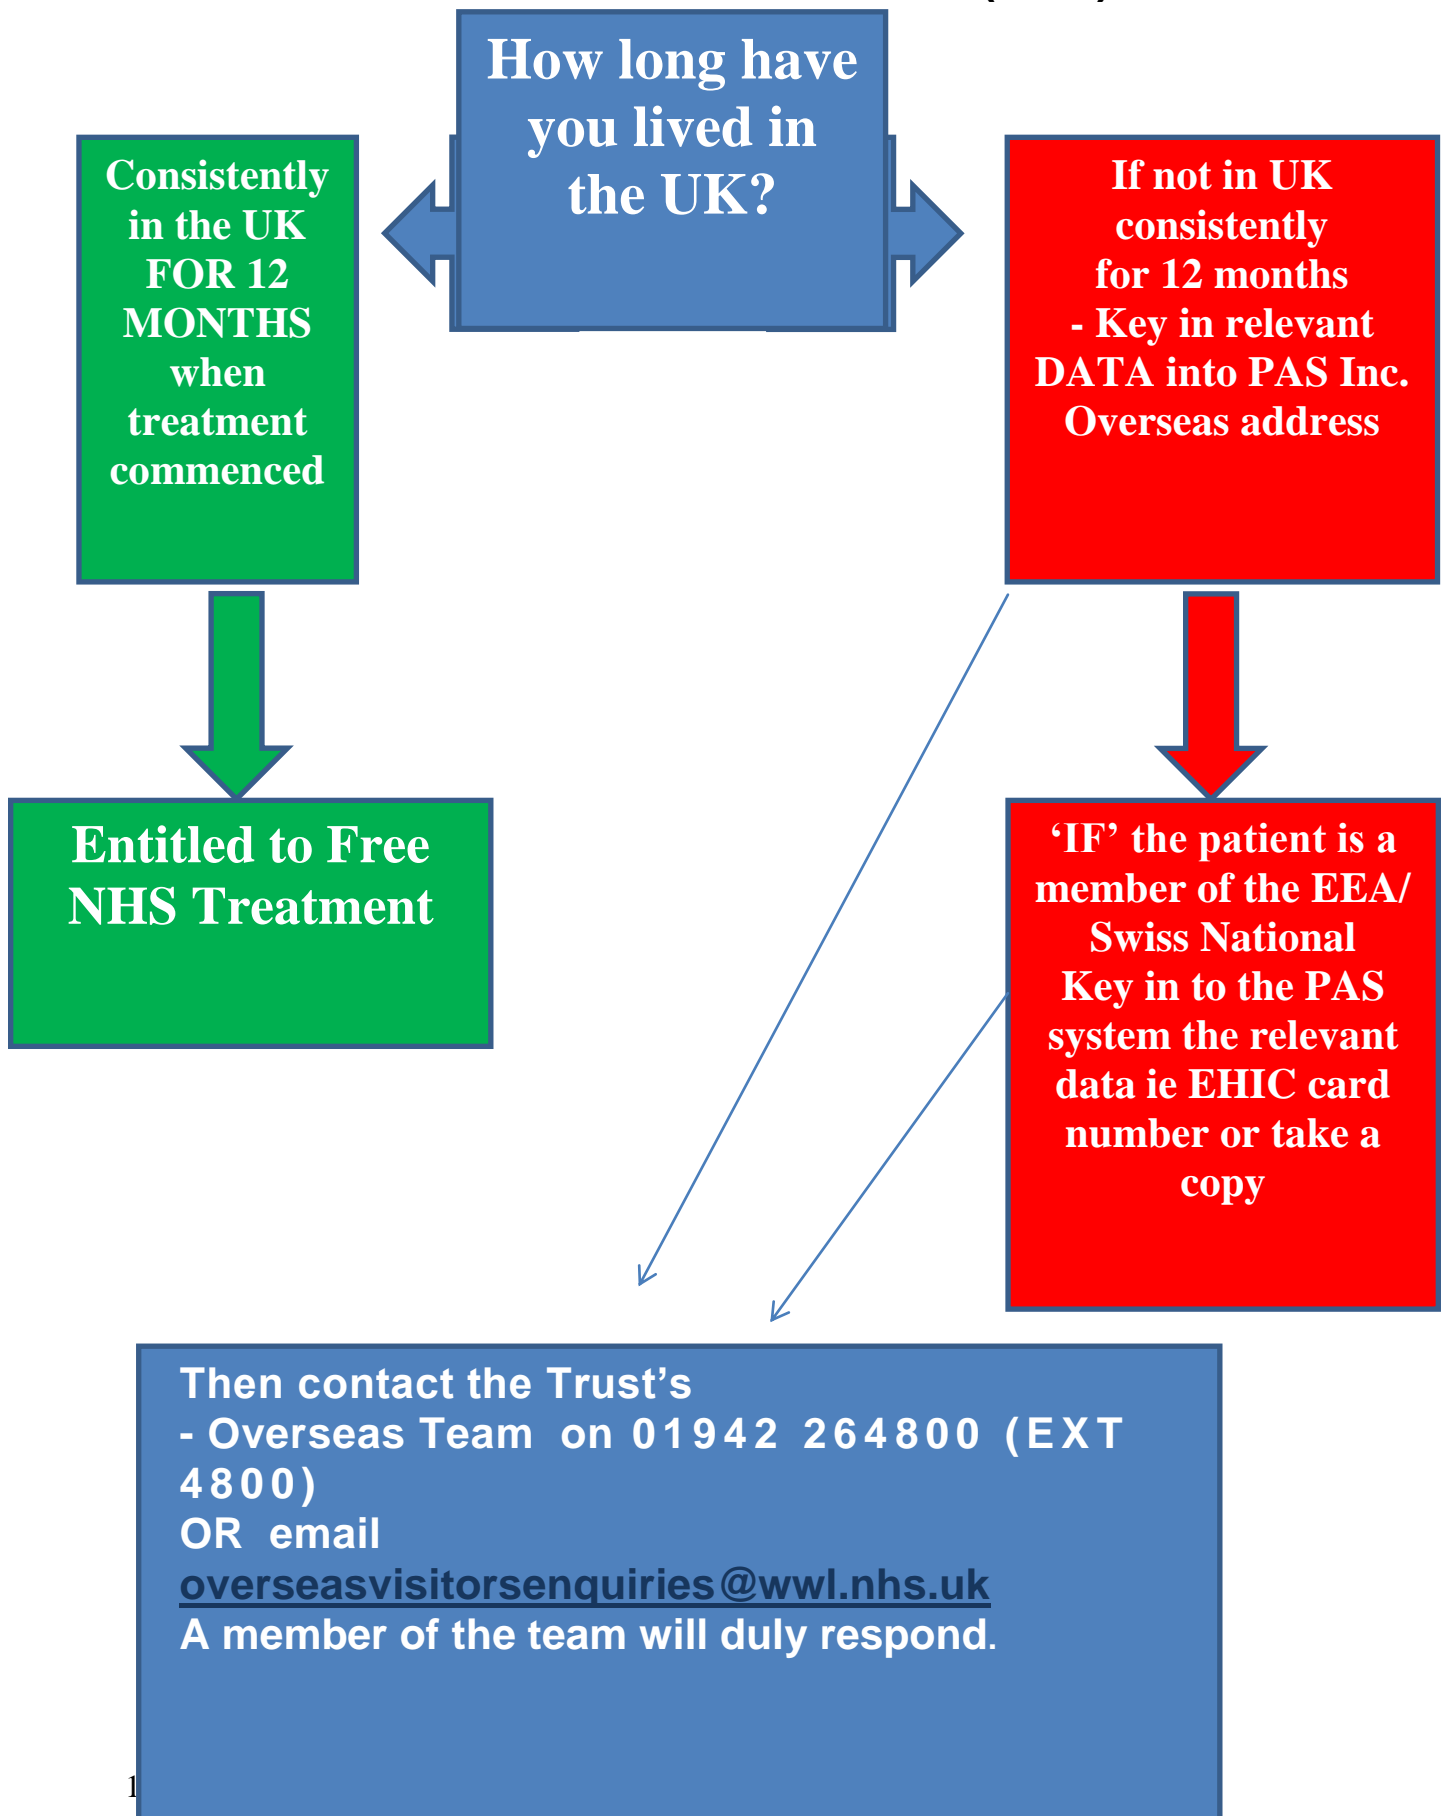 How long have
you lived in
the UK?
Consistently
in the UK
FOR 12
MONTHS
when
treatment
commenced
If not in UK
consistently
for 12 months
- Key in relevant
DATA into PAS Inc.
Overseas address
Entitled to Free
NHS Treatment
‘IF’ the patient is a
member of the EEA/
Swiss National
Key in to the PAS
system the relevant
data ie EHIC card
number or take a
copy
Then contact the Trust’s
- Overseas Team on 01942 264800 (EXT
4800)
OR email
overseasvisitorsenquiries@wwl.nhs.uk
A member of the team will duly respond.
1